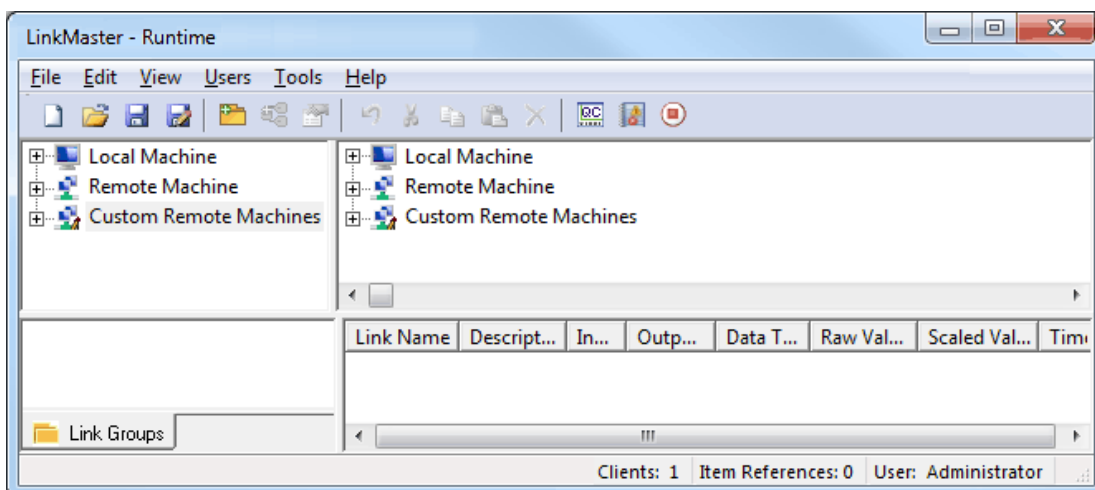 LinkMaster - Runtime
File Edit View Users Tools Help
QC
Local Machine
Remote Machine
Custom Remote Machines
Local Machine
Remote Machine
Custom Remote Machines
Link Name Descript... In... Outp... Data T... Raw Val... Scaled Val...
Link Groups
Clients: 1 Item References: 0 User: Administrator